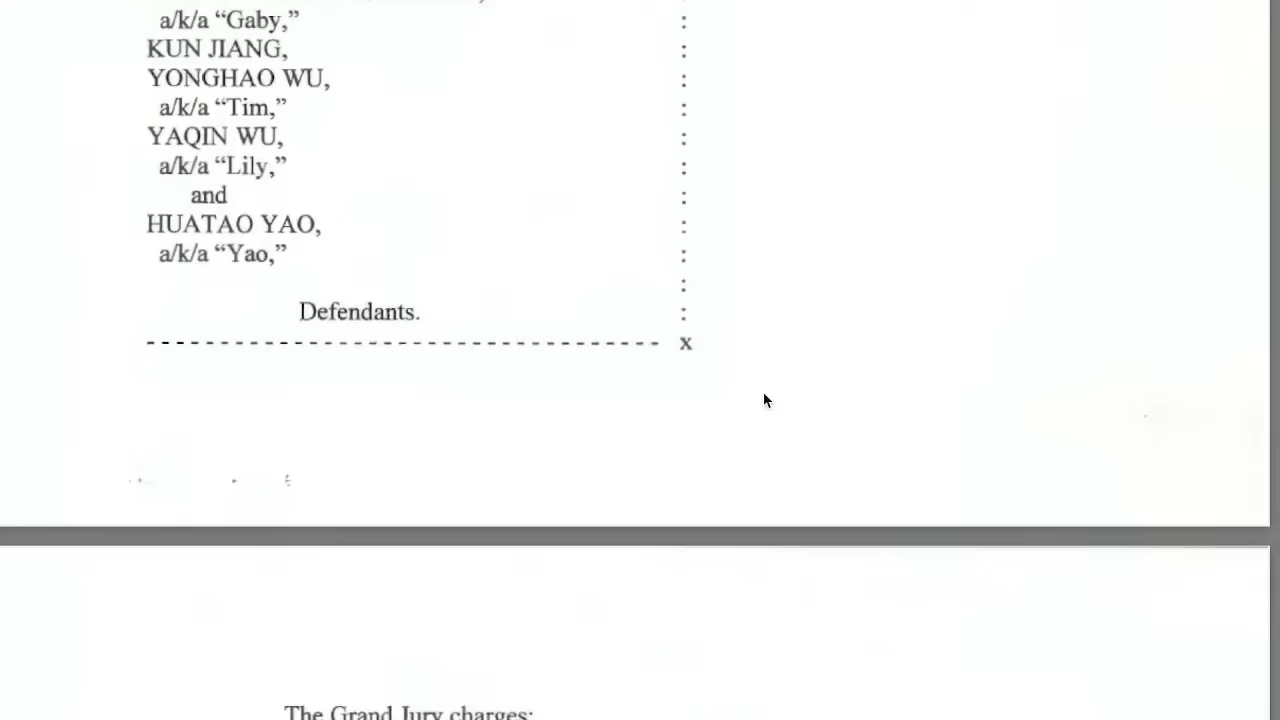 a/k/a “Gaby,” :
KUN JIANG, :
YONGHAO WU, :
a/k/a “Tim,” :
YAQIN WU, :
a/k/a “Lily,” :
and :
HUATAO YAO, :
a/k/a “Yao,” :
:
Defendants. :
- - - - - - - - - - - - - - - - - - - - - - - - - - - - - - - - - - - x
The Grand Jury charges: